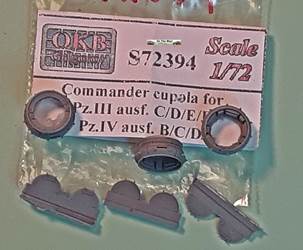 OKB
Scale
1/72
S72394
Commander cupola for
Pz.III ausf. C/D/E/
Pz.IV ausf. B/C/D